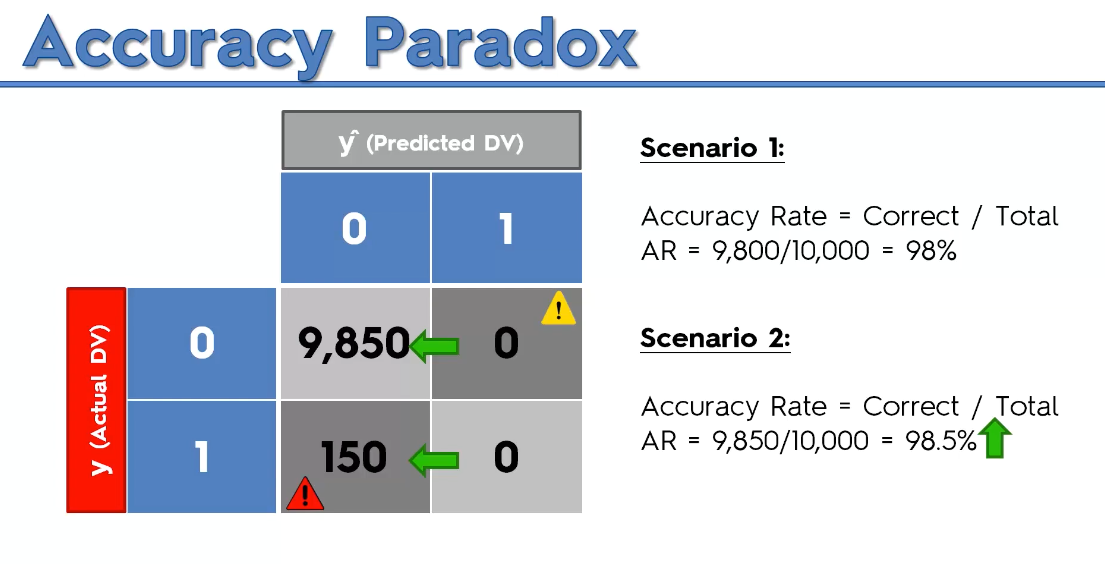 Accuracy Paradox
y^ (Predicted DV)
0 1
y (Actual DV)
0 9,850 0
!
1 150 0
!
Scenario 1:
Accuracy Rate = Correct / Total
AR = 9,800/10,000 = 98%
Scenario 2:
Accuracy Rate = Correct / Total
AR = 9,850/10,000 = 98.5%